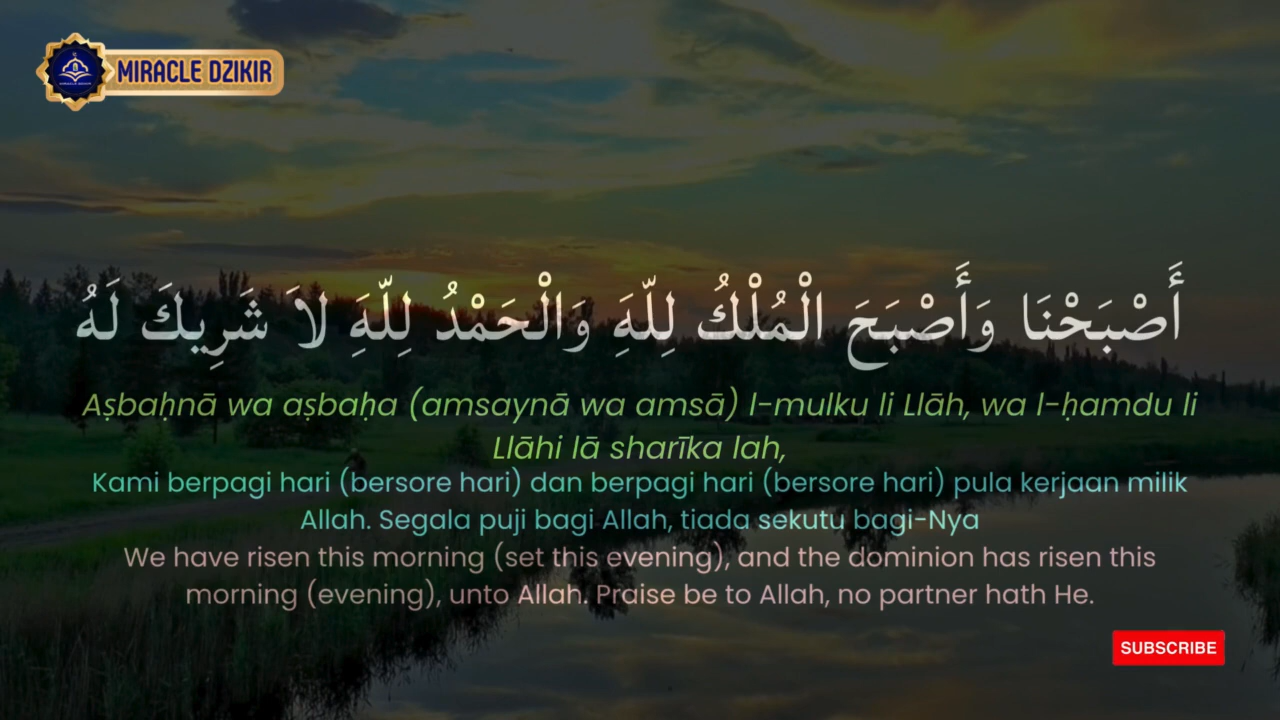 MIRACLE DZIKIR
أَصْبَحْنَا وَأَصْبَحَ الْمُلْكُ لِلّهَِ وَالْحَمْدُ لِلّهَِ لاَ شَرِيكَ لَهُ
Aṣbaḥnā wa aṣbaḥa (amsaynā wa amsā) l-mulku li Llāh, wa l-ḥamdu li
Llāhi lā sharīka lah,
Kami berpagi hari (bersore hari) dan berpagi hari (bersore hari) pula kerjaan milik
Allah. Segala puji bagi Allah, tiada sekutu bagi-Nya
We have risen this morning (set this evening), and the dominion has risen this
morning (evening), unto Allah. Praise be to Allah, no partner hath He.
SUBSCRIBE